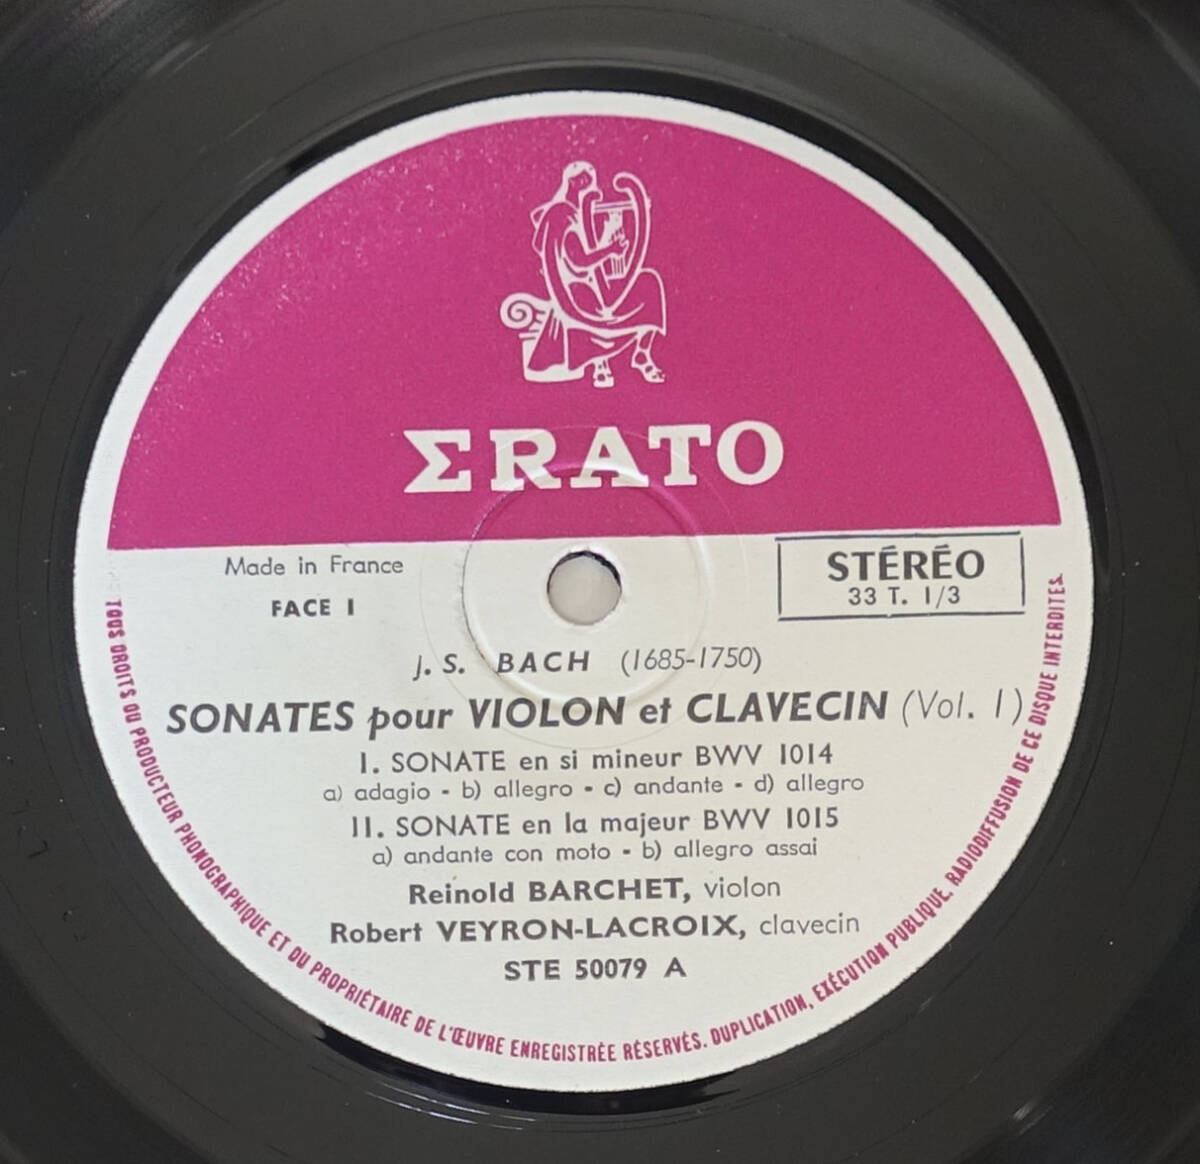 ΣRATO
Made in France
FACE 1
STÉRÉO
33 T. 1/3
J. S. BACH (1685-1750)
SONATES pour VIOLON et CLAVECIN (Vol. 1)
I. SONATE en si mineur BWV 1014
a) adagio - b) allegro - c) andante - d) allegro
II. SONATE en la majeur BWV 1015
a) andante con moto - b) allegro assai
Reinold BARCHET, violon
Robert VEYRON-LACROIX, clavecin
STE 50079 A
TOUS DROITS DU PRODUCTEUR PHONOGRAPHIQUE ET DU PROPRIÉTAIRE DE L'ŒUVRE ENREGISTRÉE RÉSERVÉS. DUPLICATION, EXÉCUTION PUBLIQUE, RADIODIFFUSION DE CE DISQUE INTERDITES.